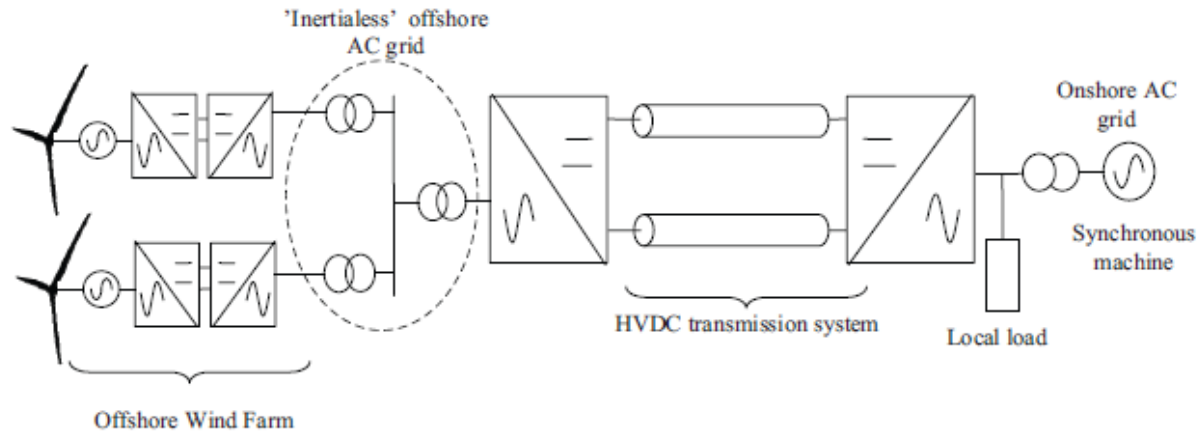 'Inertialess' offshore
AC grid
Onshore AC
grid
Synchronous
machine
HVDC transmission system
Local load
Offshore Wind Farm